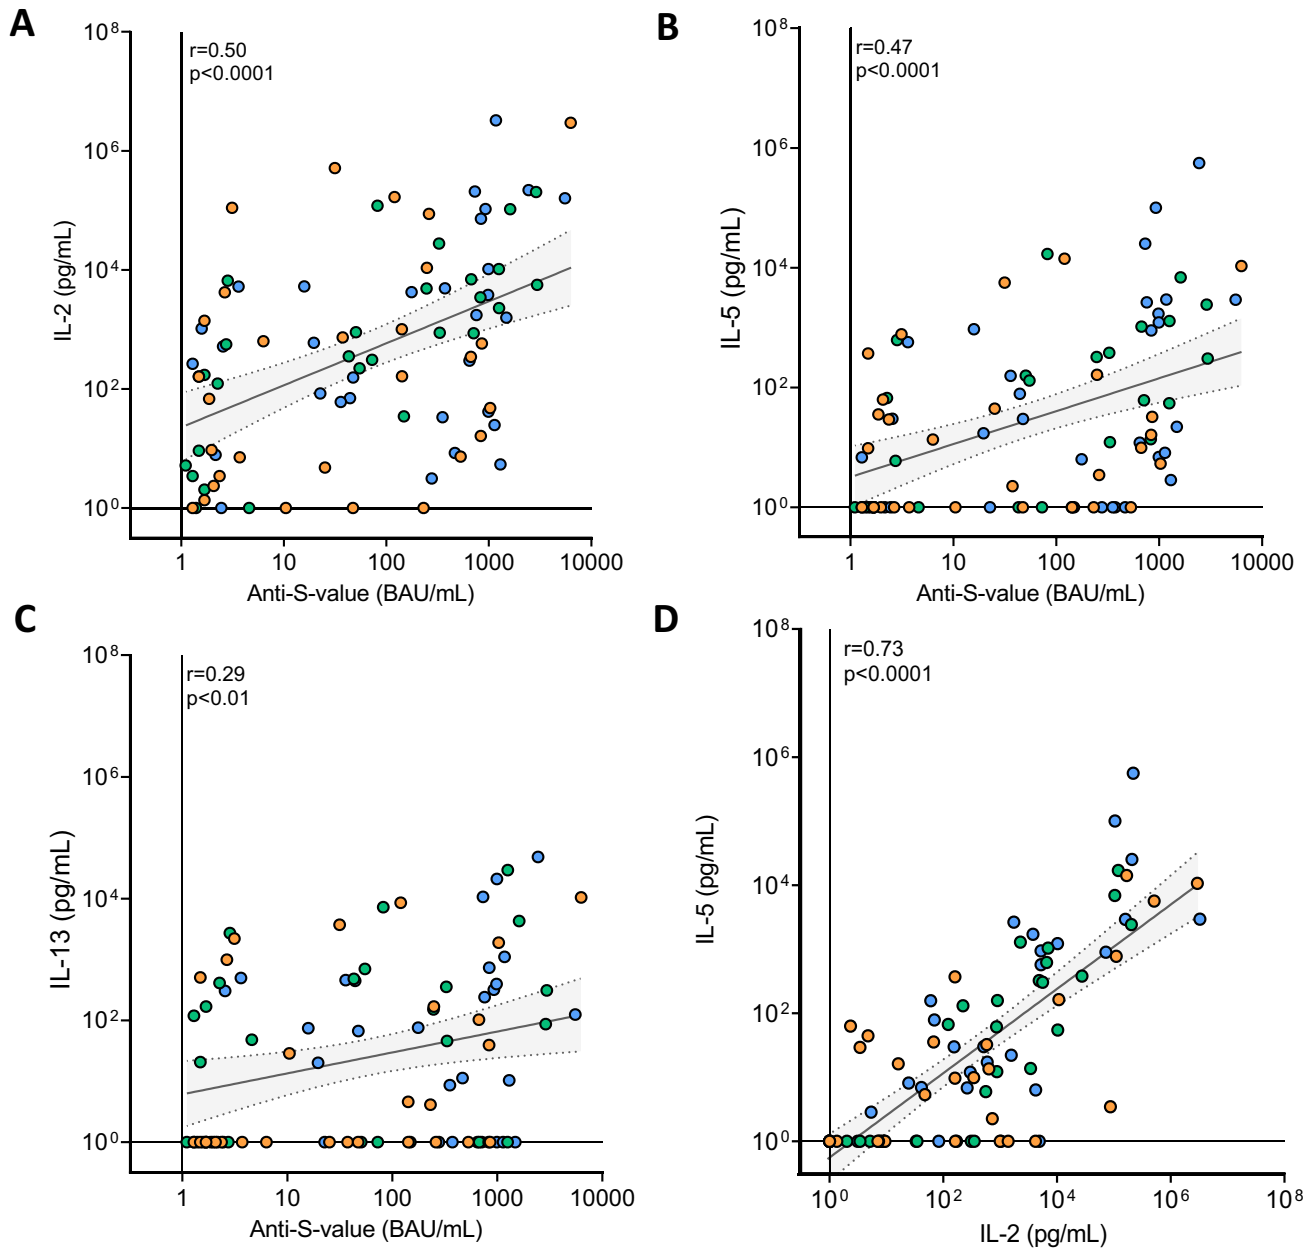 A
r=0.50
p<0.0001
10⁸
10⁶
10⁴
10²
10⁰
IL-2 (pg/mL)
1 10 100 1000 10000
Anti-S-value (BAU/mL)
B
r=0.47
p<0.0001
10⁸
10⁶
10⁴
10²
10⁰
IL-5 (pg/mL)
1 10 100 1000 10000
Anti-S-value (BAU/mL)
C
r=0.29
p<0.01
10⁸
10⁶
10⁴
10²
10⁰
IL-13 (pg/mL)
1 10 100 1000 10000
Anti-S-value (BAU/mL)
D
r=0.73
p<0.0001
10⁸
10⁶
10⁴
10²
10⁰
IL-5 (pg/mL)
10⁰ 10² 10⁴ 10⁶ 10⁸
IL-2 (pg/mL)